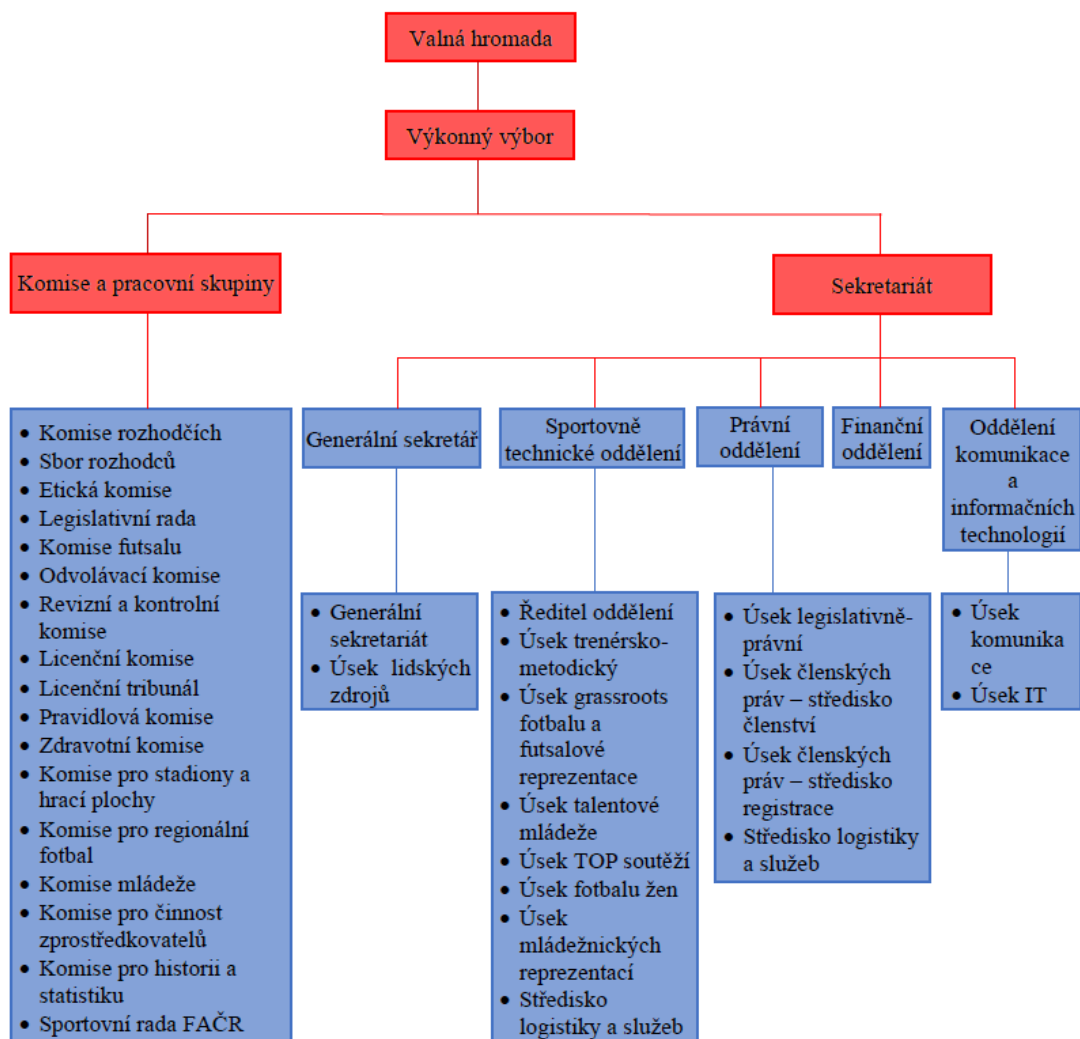 Valná hromada
Výkonný výbor
Komise a pracovní skupiny
Sekretariát
• Komise rozhodčích
• Sbor rozhodců
• Etická komise
• Legislativní rada
• Komise futsalu
• Odvolávací komise
• Revizní a kontrolní
komise
• Licenční komise
• Licenční tribunál
• Pravidlová komise
• Zdravotní komise
• Komise pro stadiony a
hrací plochy
• Komise pro regionální
fotbal
• Komise mládeže
• Komise pro činnost
zprostředkovatelů
• Komise pro historii a
statistiku
• Sportovní rada FAČR
Generální sekretář
• Generální
sekretariát
• Úsek lidských
zdrojů
Sportovně
technické oddělení
• Ředitel oddělení
• Úsek trenérsko-
metodický
• Úsek grassroots
fotbalu a
futsalové
reprezentace
• Úsek talentové
mládeže
• Úsek TOP soutěží
• Úsek fotbalu žen
• Úsek
mládežnických
reprezentací
• Středisko
logistiky a služeb
Právní
oddělení
• Úsek legislativně-
právní
• Úsek členských
práv – středisko
členství
• Úsek členských
práv – středisko
registrace
• Středisko logistiky
a služeb
Finanční
oddělení
Oddělení
komunikace
a
informačních
technologií
• Úsek
komunika
ce
• Úsek IT